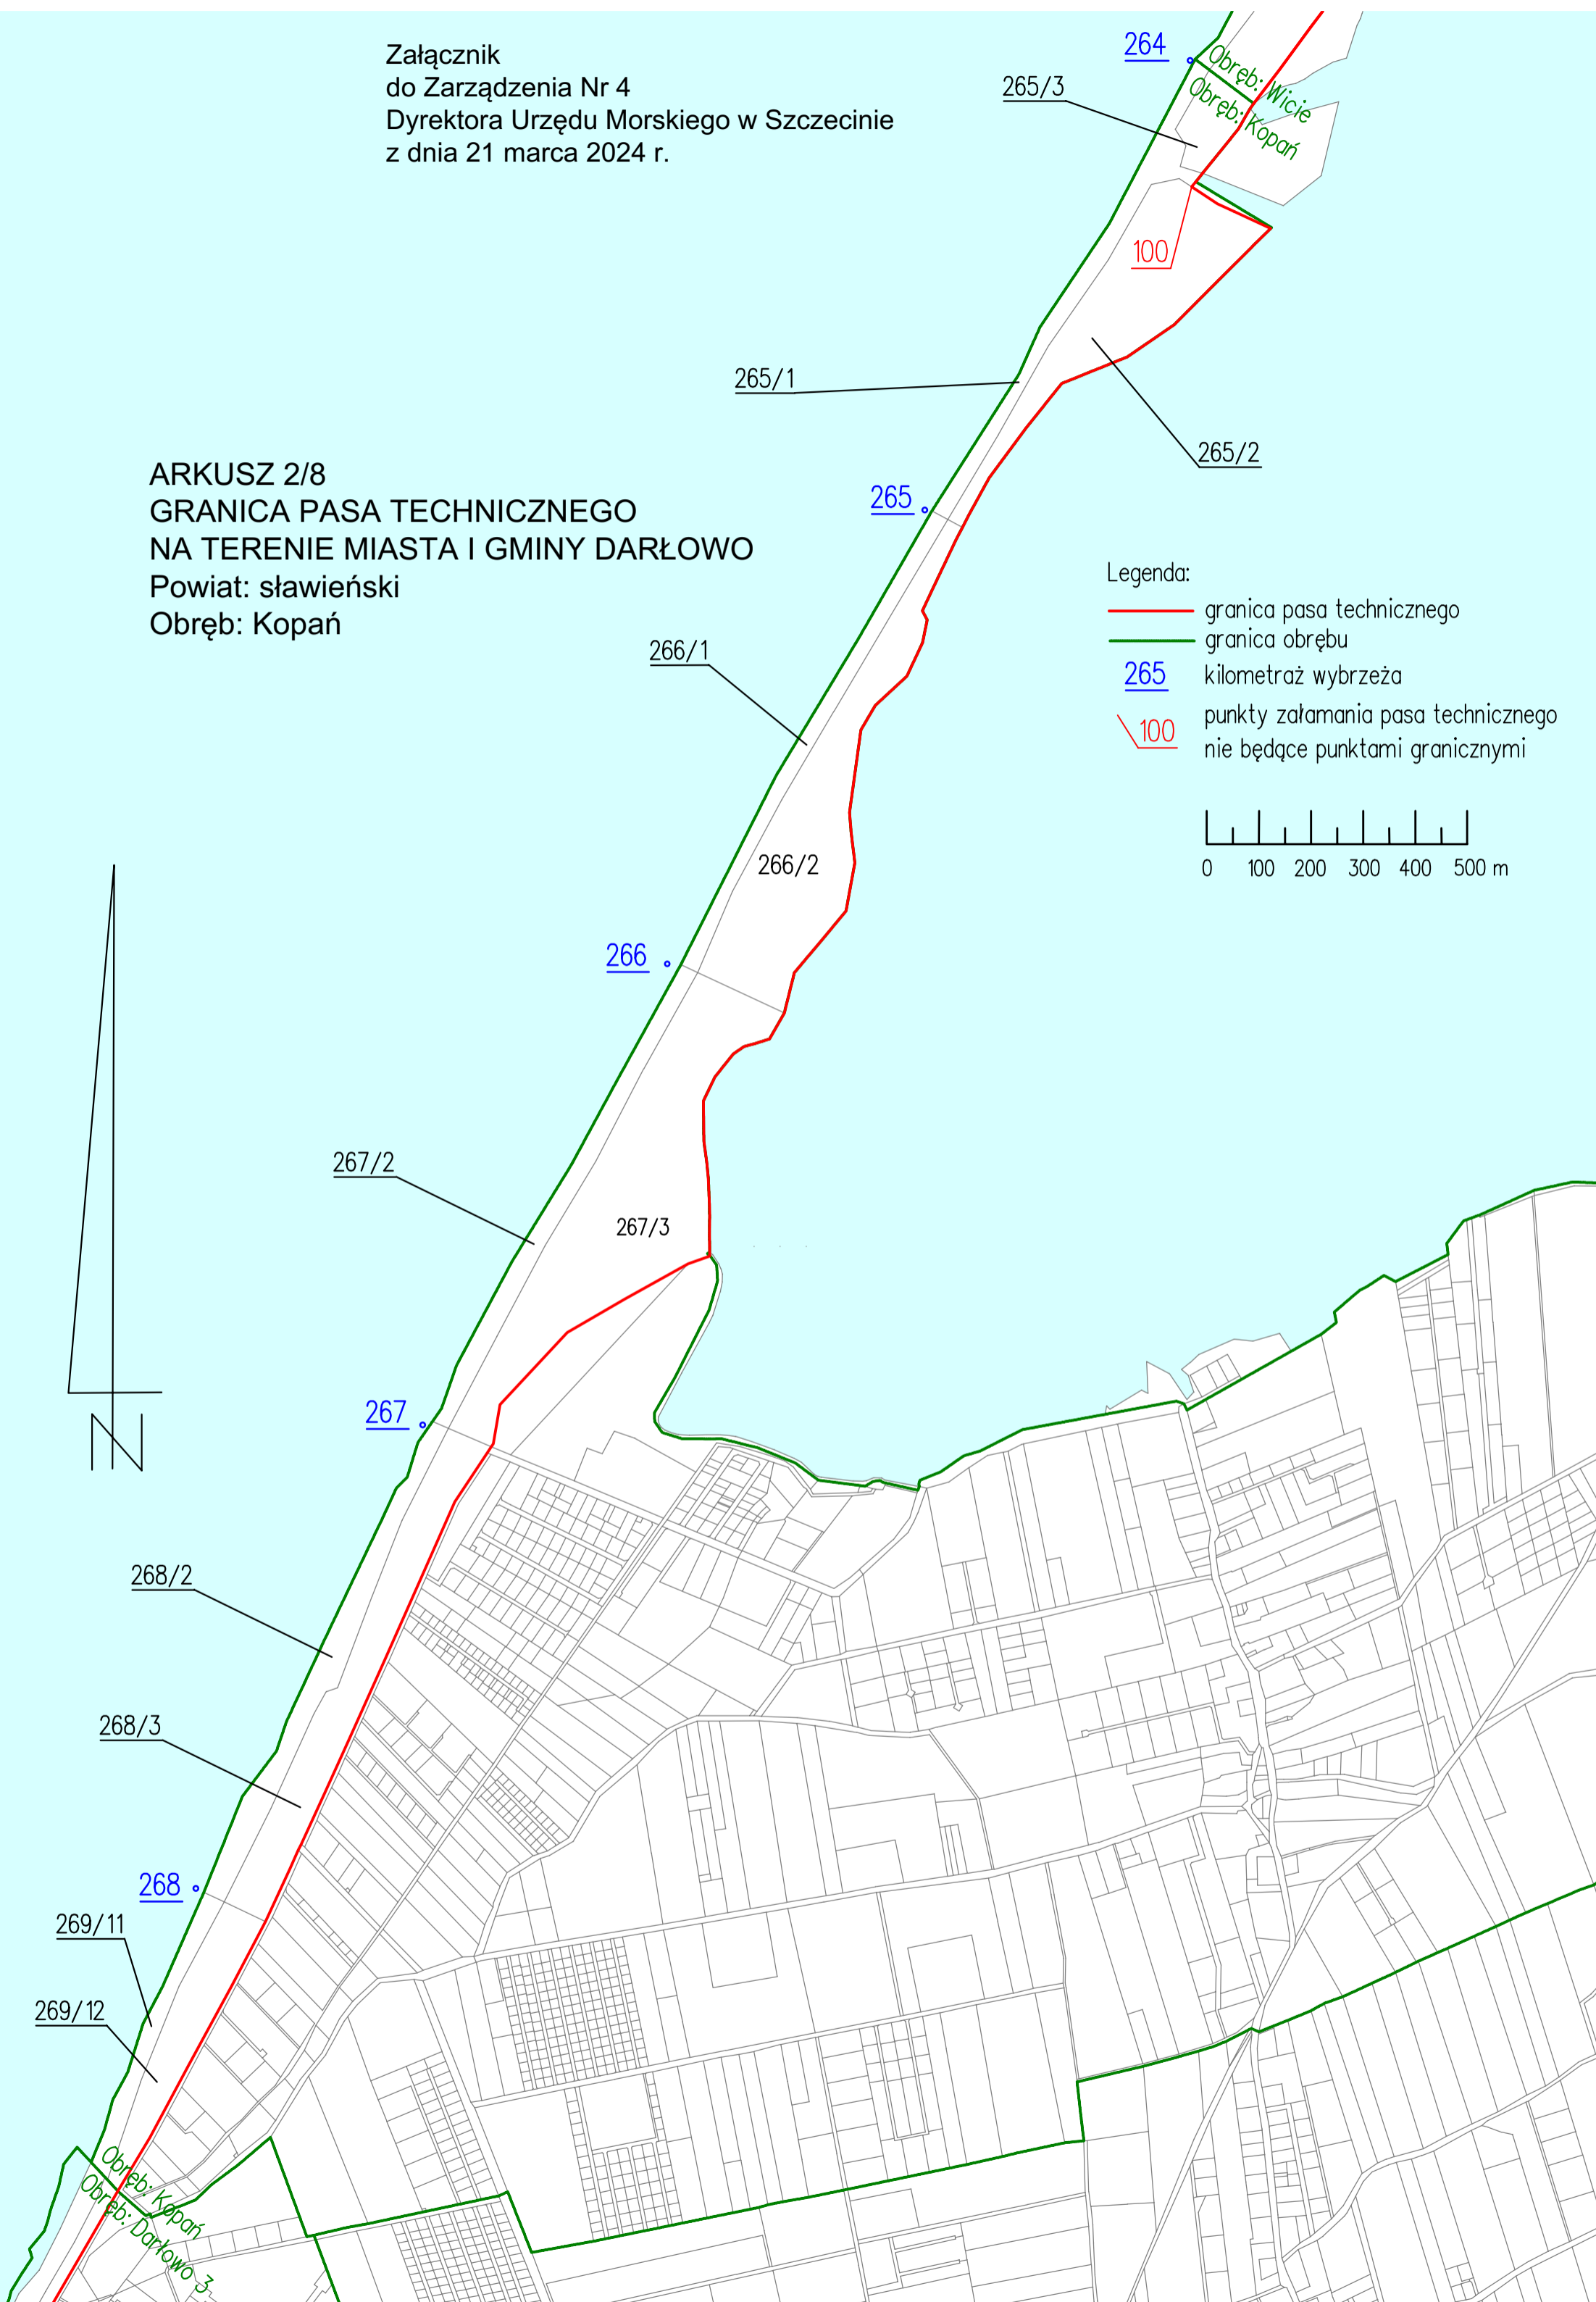 Załącznik
do Zarządzenia Nr 4
Dyrektora Urzędu Morskiego w Szczecinie
z dnia 21 marca 2024 r.
264
Obręb: Wicie
Obręb: Kopań
265/3
100
265/1
265/2
ARKUSZ 2/8
GRANICA PASA TECHNICZNEGO
NA TERENIE MIASTA I GMINY DARŁOWO
Powiat: sławieński
Obręb: Kopań
265
Legenda:
granica pasa technicznego
granica obrębu
265 kilometraż wybrzeża
100 punkty załamania pasa technicznego
nie będące punktami granicznymi
0 100 200 300 400 500 m
266/1
266/2
266
267/2
267/3
N
267
268/2
268/3
268
269/11
269/12
Obręb: Kopań
Obręb: Darłowo 3